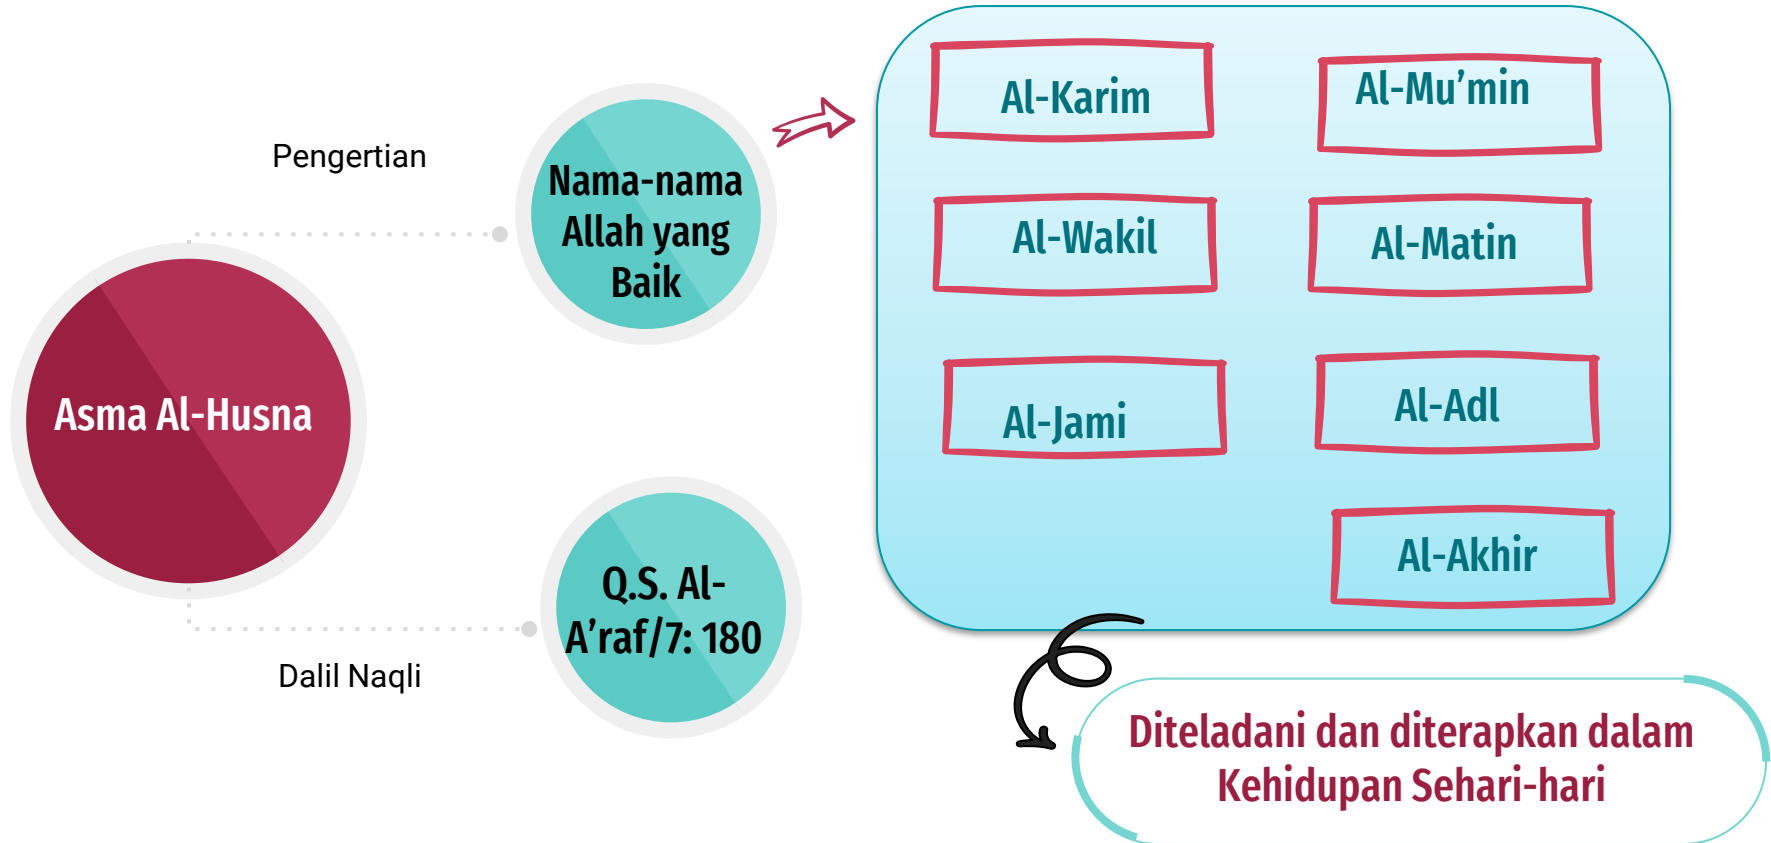 Asma Al-Husna
Pengertian
Nama-nama
Allah yang
Baik
Dalil Naqli
Q.S. Al-
A’raf/7: 180
Al-Karim
Al-Mu’min
Al-Wakil
Al-Matin
Al-Jami
Al-Adl
Al-Akhir
Diteladani dan diterapkan dalam
Kehidupan Sehari-hari